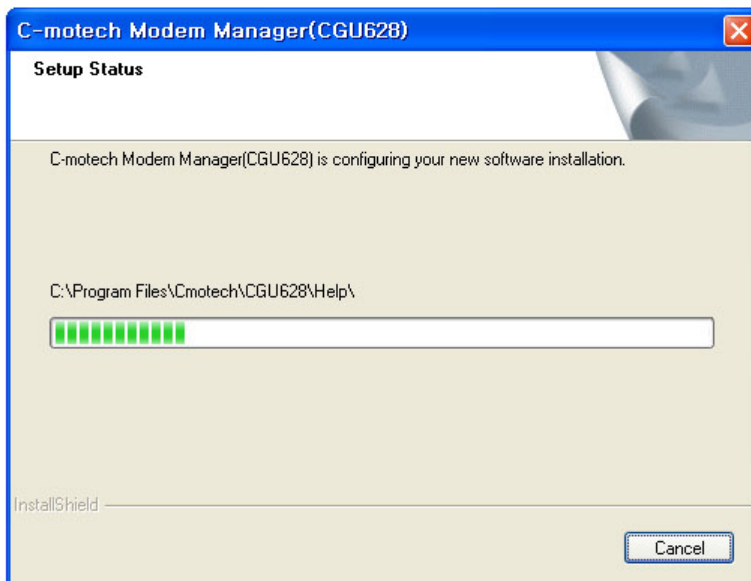 C-motech Modem Manager(CGU628)
Setup Status
C-motech Modem Manager(CGU628) is configuring your new software installation.
C:\Program Files\Cmotech\CGU628\Help\
InstallShield
Cancel